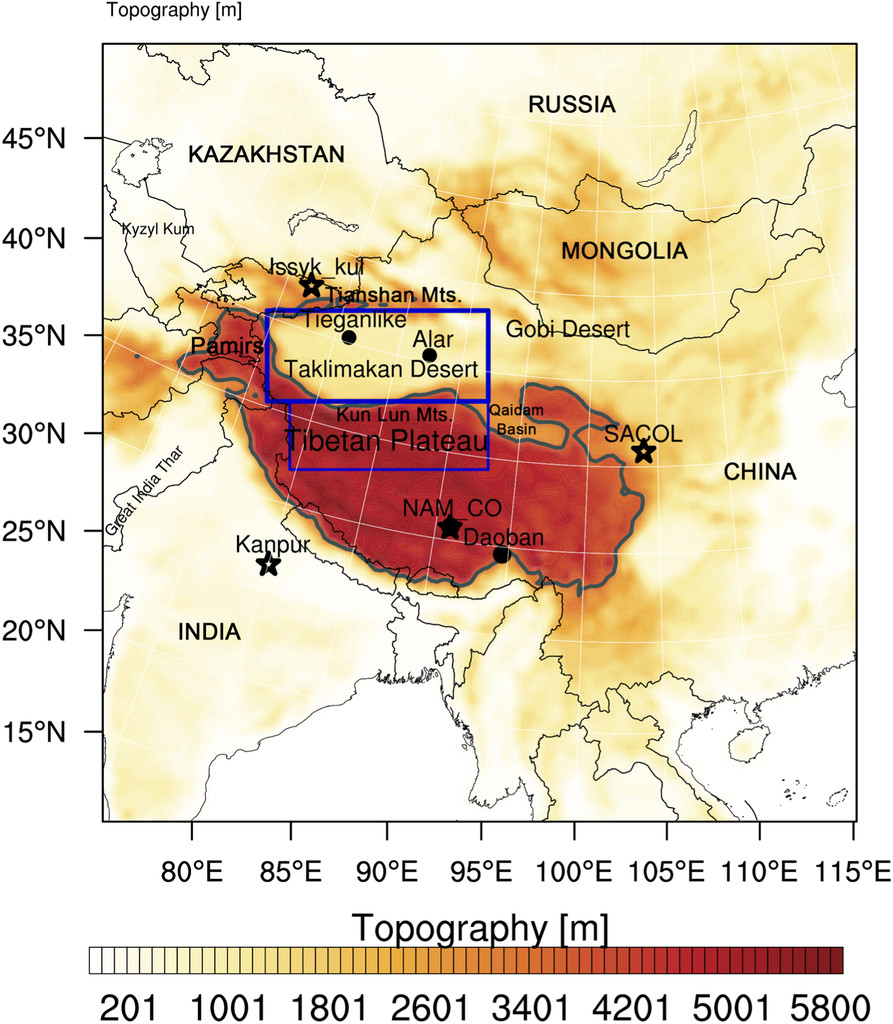 Topography [m]
RUSSIA
45°N
KAZAKHSTAN
Kyzyl Kum
40°N
MONGOLIA
Issyk_kul
Tianshan Mts.
Tieganlike
Gobi Desert
35°N
Alar
Pamirs
Taklimakan Desert
Kun Lun Mts.
Qaidam
Basin
30°N
Tibetan Plateau
SACOL
Great India Thar
CHINA
NAM_CO
25°N
Daoban
Kanpur
20°N
INDIA
15°N
80°E 85°E 90°E 95°E 100°E 105°E 110°E 115°E
Topography [m]
201 1001 1801 2601 3401 4201 5001 5800